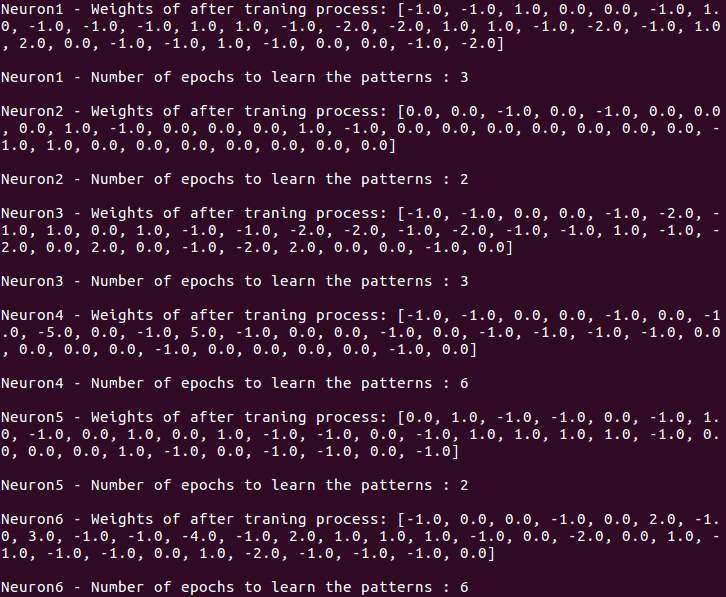 Neuron1 - Weights of after traning process: [-1.0, -1.0, 1.0, 0.0, 0.0, -1.0, 1.
0, -1.0, -1.0, -1.0, 1.0, 1.0, -1.0, -2.0, -2.0, 1.0, 1.0, -1.0, -2.0, -1.0, 1.0
, 2.0, 0.0, -1.0, -1.0, 1.0, -1.0, 0.0, 0.0, -1.0, -2.0]
Neuron1 - Number of epochs to learn the patterns : 3
Neuron2 - Weights of after traning process: [0.0, 0.0, -1.0, 0.0, -1.0, 0.0, 0.0
, 0.0, 1.0, -1.0, 0.0, 0.0, 0.0, 1.0, -1.0, 0.0, 0.0, 0.0, 0.0, 0.0, 0.0, 0.0, -
1.0, 1.0, 0.0, 0.0, 0.0, 0.0, 0.0, 0.0, 0.0]
Neuron2 - Number of epochs to learn the patterns : 2
Neuron3 - Weights of after traning process: [-1.0, -1.0, 0.0, 0.0, -1.0, -2.0, -
1.0, 1.0, 0.0, 1.0, -1.0, -1.0, -2.0, -2.0, -1.0, -2.0, -1.0, -1.0, 1.0, -1.0, -
2.0, 0.0, 2.0, 0.0, -1.0, -2.0, 2.0, 0.0, 0.0, -1.0, 0.0]
Neuron3 - Number of epochs to learn the patterns : 3
Neuron4 - Weights of after traning process: [-1.0, -1.0, 0.0, 0.0, -1.0, 0.0, -1
.0, -5.0, 0.0, -1.0, 5.0, -1.0, 0.0, 0.0, -1.0, 0.0, -1.0, -1.0, -1.0, -1.0, 0.0
, 0.0, 0.0, 0.0, -1.0, 0.0, 0.0, 0.0, 0.0, -1.0, 0.0]
Neuron4 - Number of epochs to learn the patterns : 6
Neuron5 - Weights of after traning process: [0.0, 1.0, -1.0, -1.0, 0.0, -1.0, 1.
0, -1.0, 0.0, 1.0, 0.0, 1.0, -1.0, -1.0, 0.0, -1.0, 1.0, 1.0, 1.0, 1.0, -1.0, 0.
0, 0.0, 0.0, 1.0, -1.0, 0.0, -1.0, -1.0, 0.0, -1.0]
Neuron5 - Number of epochs to learn the patterns : 2
Neuron6 - Weights of after traning process: [-1.0, 0.0, 0.0, -1.0, 0.0, 2.0, -1.
0, 3.0, -1.0, -1.0, -4.0, -1.0, 2.0, 1.0, 1.0, 1.0, -1.0, 0.0, -2.0, 0.0, 1.0, -
1.0, -1.0, -1.0, 0.0, 1.0, -2.0, -1.0, -1.0, -1.0, 0.0]
Neuron6 - Number of epochs to learn the patterns : 6